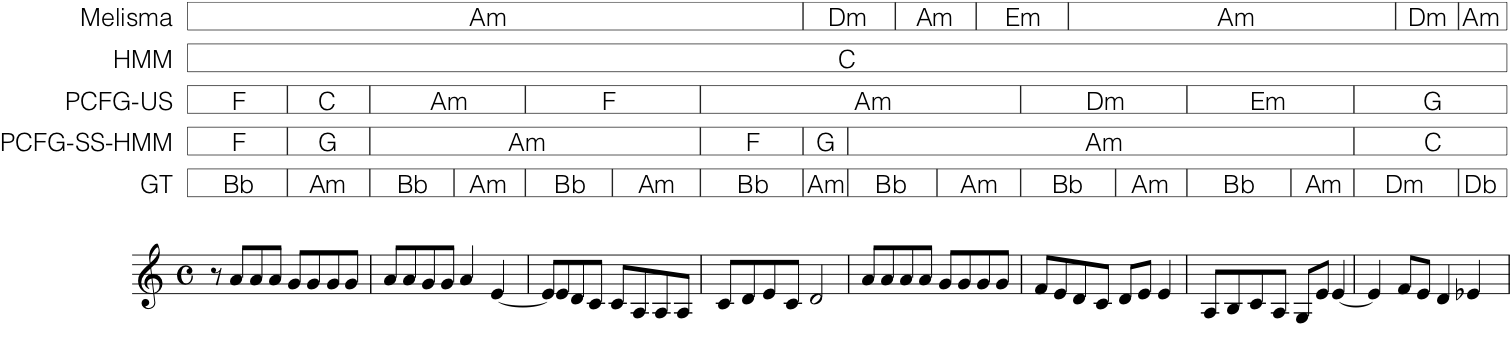 Melisma Am Dm Am Em Am Dm Am
HMM C
PCFG-US F C Am F Am Dm Em G
PCFG-SS-HMM F G Am F G Am C
GT Bb Am Bb Am Bb Am Bb Am Bb Am Bb Am Bb Am Dm Db